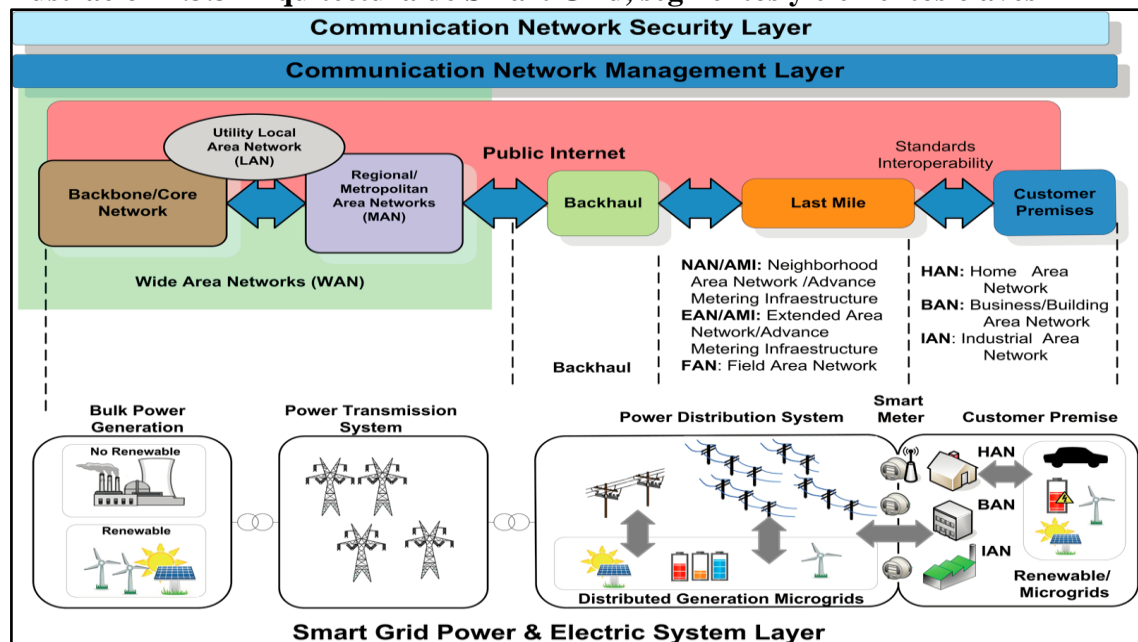 Communication Network Security Layer
Communication Network Management Layer
Utility Local
Area Network
(LAN)
Public Internet
Standards
Interoperability
Backbone/Core
Network
Regional/
Metropolitan
Area Networks
(MAN)
Backhaul
Last Mile
Customer
Premises
Wide Area Networks (WAN)
NAN/AMI: Neighborhood
Area Network /Advance
Metering Infraestructure
EAN/AMI: Extended Area
Network/Advance
Metering Infraestructure
FAN: Field Area Network
HAN: Home Area
Network
BAN: Business/Building
Area Network
IAN: Industrial Area
Network
Backhaul
Bulk Power
Generation
Power Transmission
System
Power Distribution System
Smart
Meter
Customer Premise
No Renewable
Renewable
HAN
BAN
IAN
Distributed Generation Microgrids
Renewable/
Microgrids
Smart Grid Power & Electric System Layer